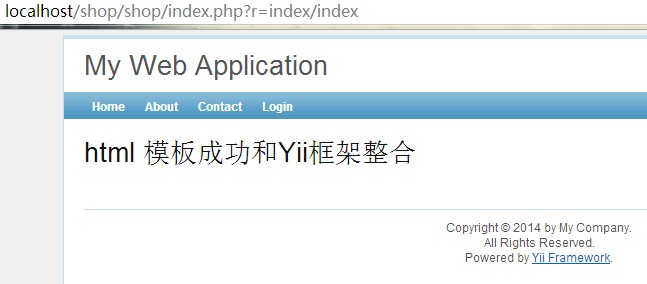 localhost/shop/shop/index.php?r=index/index
My Web Application
Home About Contact Login
html 模板成功和Yii框架整合
Copyright © 2014 by My Company.
All Rights Reserved.
Powered by Yii Framework.